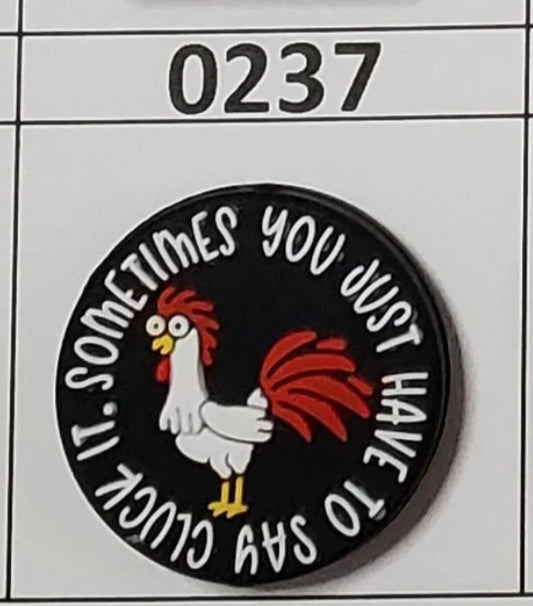 0237
SOMETIMES YOU JUST HAVE TO SAY CLUCK IT.